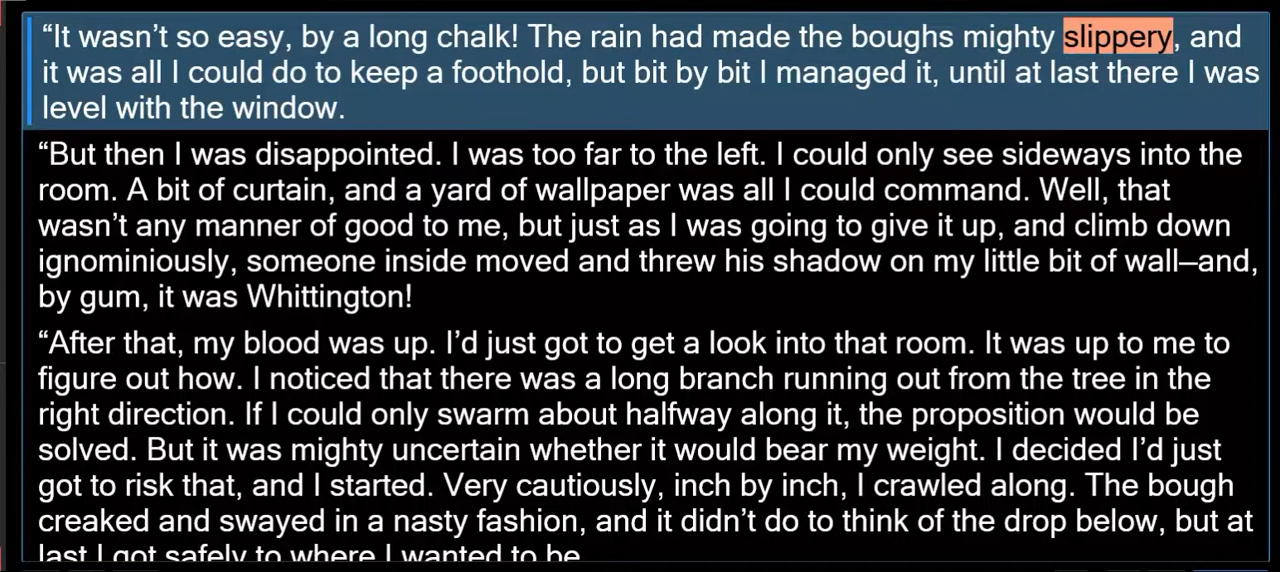 “It wasn’t so easy, by a long chalk! The rain had made the boughs mighty slippery, and
it was all I could do to keep a foothold, but bit by bit I managed it, until at last there I was
level with the window.
“But then I was disappointed. I was too far to the left. I could only see sideways into the
room. A bit of curtain, and a yard of wallpaper was all I could command. Well, that
wasn’t any manner of good to me, but just as I was going to give it up, and climb down
ignominiously, someone inside moved and threw his shadow on my little bit of wall—and,
by gum, it was Whittington!
“After that, my blood was up. I’d just got to get a look into that room. It was up to me to
figure out how. I noticed that there was a long branch running out from the tree in the
right direction. If I could only swarm about halfway along it, the proposition would be
solved. But it was mighty uncertain whether it would bear my weight. I decided I’d just
got to risk that, and I started. Very cautiously, inch by inch, I crawled along. The bough
creaked and swayed in a nasty fashion, and it didn’t do to think of the drop below, but at
last I got safely to where I wanted to be.